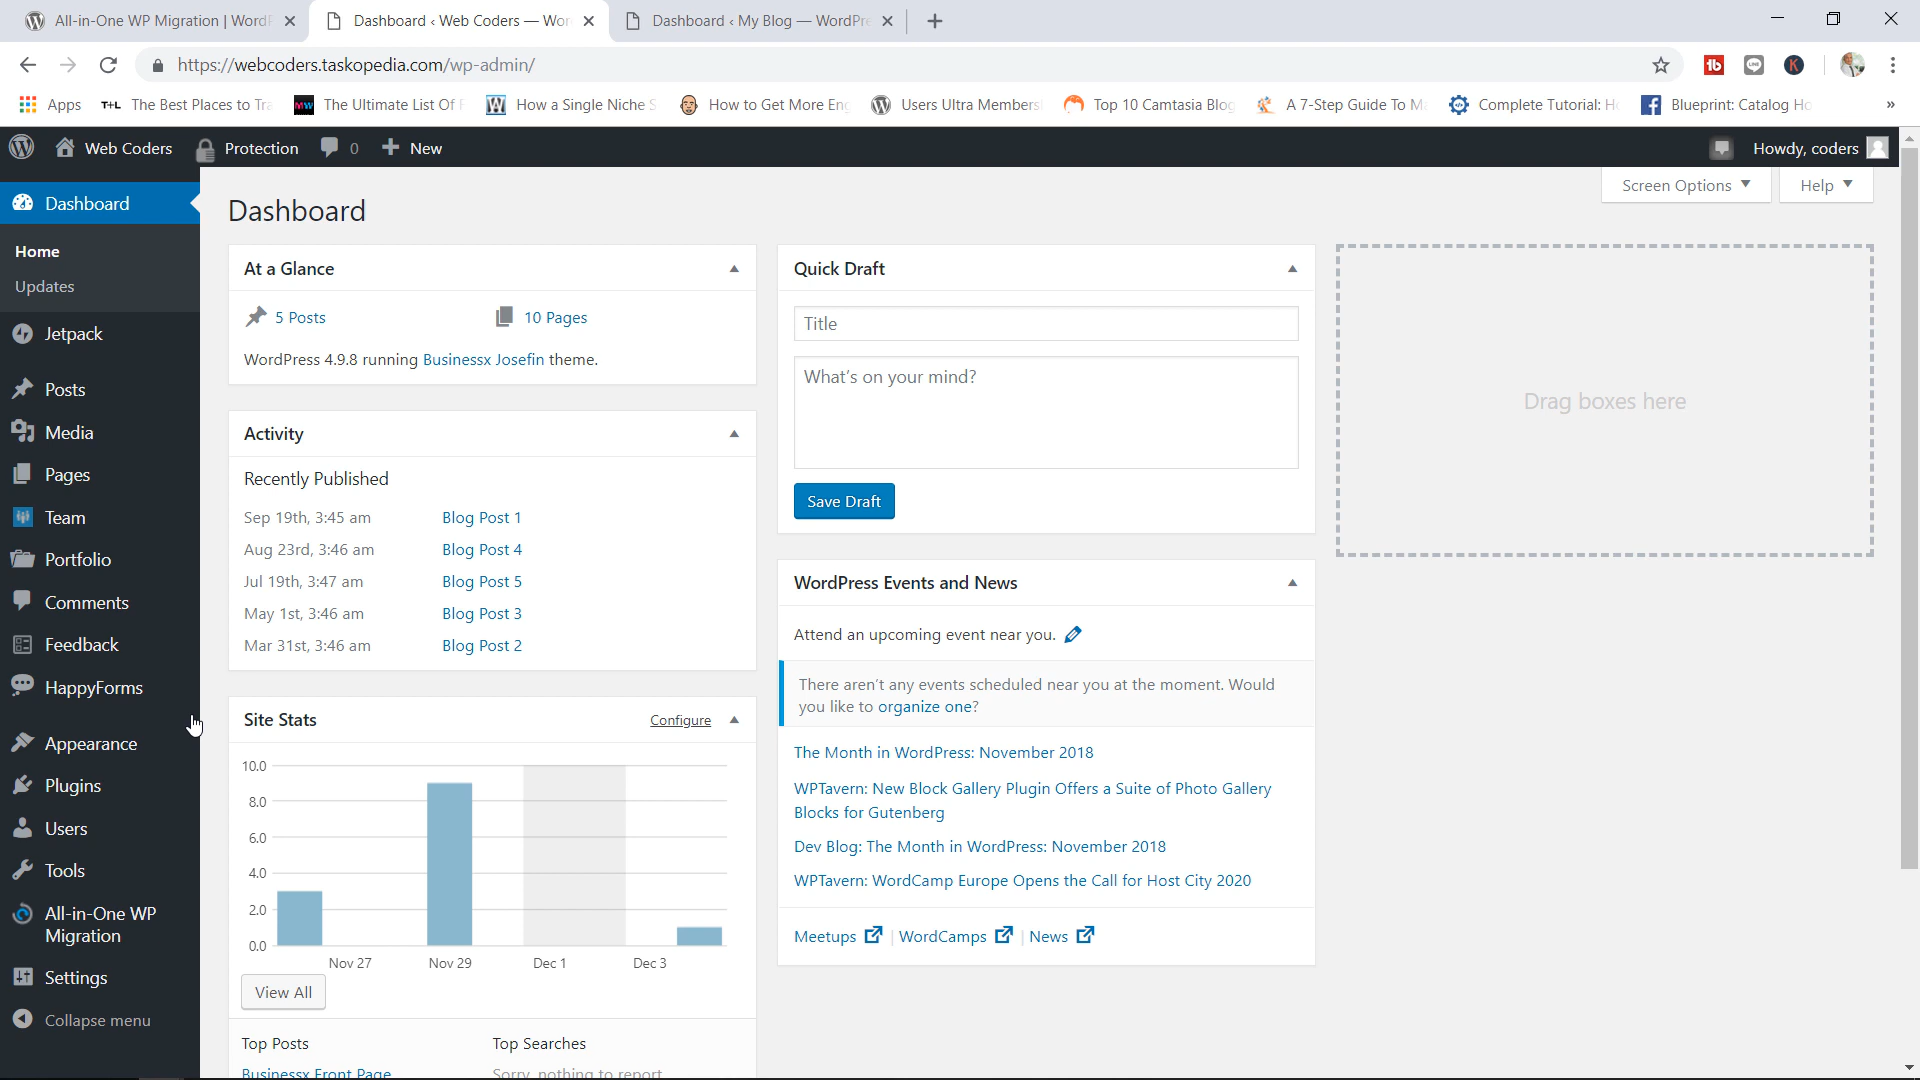 All-in-One WP Migration | Word
Dashboard ‹ Web Coders — Wor
Dashboard ‹ My Blog — WordPre
https://webcoders.taskopedia.com/wp-admin/
Apps
T+L The Best Places to Tra
MW The Ultimate List Of F
How a Single Niche S
How to Get More Eng
Users Ultra Members
Top 10 Camtasia Blog
A 7-Step Guide To M
Complete Tutorial: H
Blueprint: Catalog Ho
»
Web Coders
Protection
0
New
Howdy, coders
Dashboard
Home
Updates
Jetpack
Posts
Media
Pages
Team
Portfolio
Comments
Feedback
HappyForms
Appearance
Plugins
Users
Tools
All-in-One WP
Migration
Settings
Collapse menu
Screen Options
Help
Dashboard
At a Glance
5 Posts
10 Pages
WordPress 4.9.8 running Businessx Josefin theme.
Activity
Recently Published
Sep 19th, 3:45 am Blog Post 1
Aug 23rd, 3:46 am Blog Post 4
Jul 19th, 3:47 am Blog Post 5
May 1st, 3:46 am Blog Post 3
Mar 31st, 3:46 am Blog Post 2
Site Stats
Configure
10.0
8.0
6.0
4.0
2.0
0.0
Nov 27 Nov 29 Dec 1 Dec 3
View All
Top Posts
Businessx Front Page
Top Searches
Sorry, nothing to report.
Quick Draft
Title
What's on your mind?
Save Draft
WordPress Events and News
Attend an upcoming event near you.
There aren't any events scheduled near you at the moment. Would
you like to organize one?
The Month in WordPress: November 2018
WPTavern: New Block Gallery Plugin Offers a Suite of Photo Gallery
Blocks for Gutenberg
Dev Blog: The Month in WordPress: November 2018
WPTavern: WordCamp Europe Opens the Call for Host City 2020
Meetups | WordCamps | News
Drag boxes here